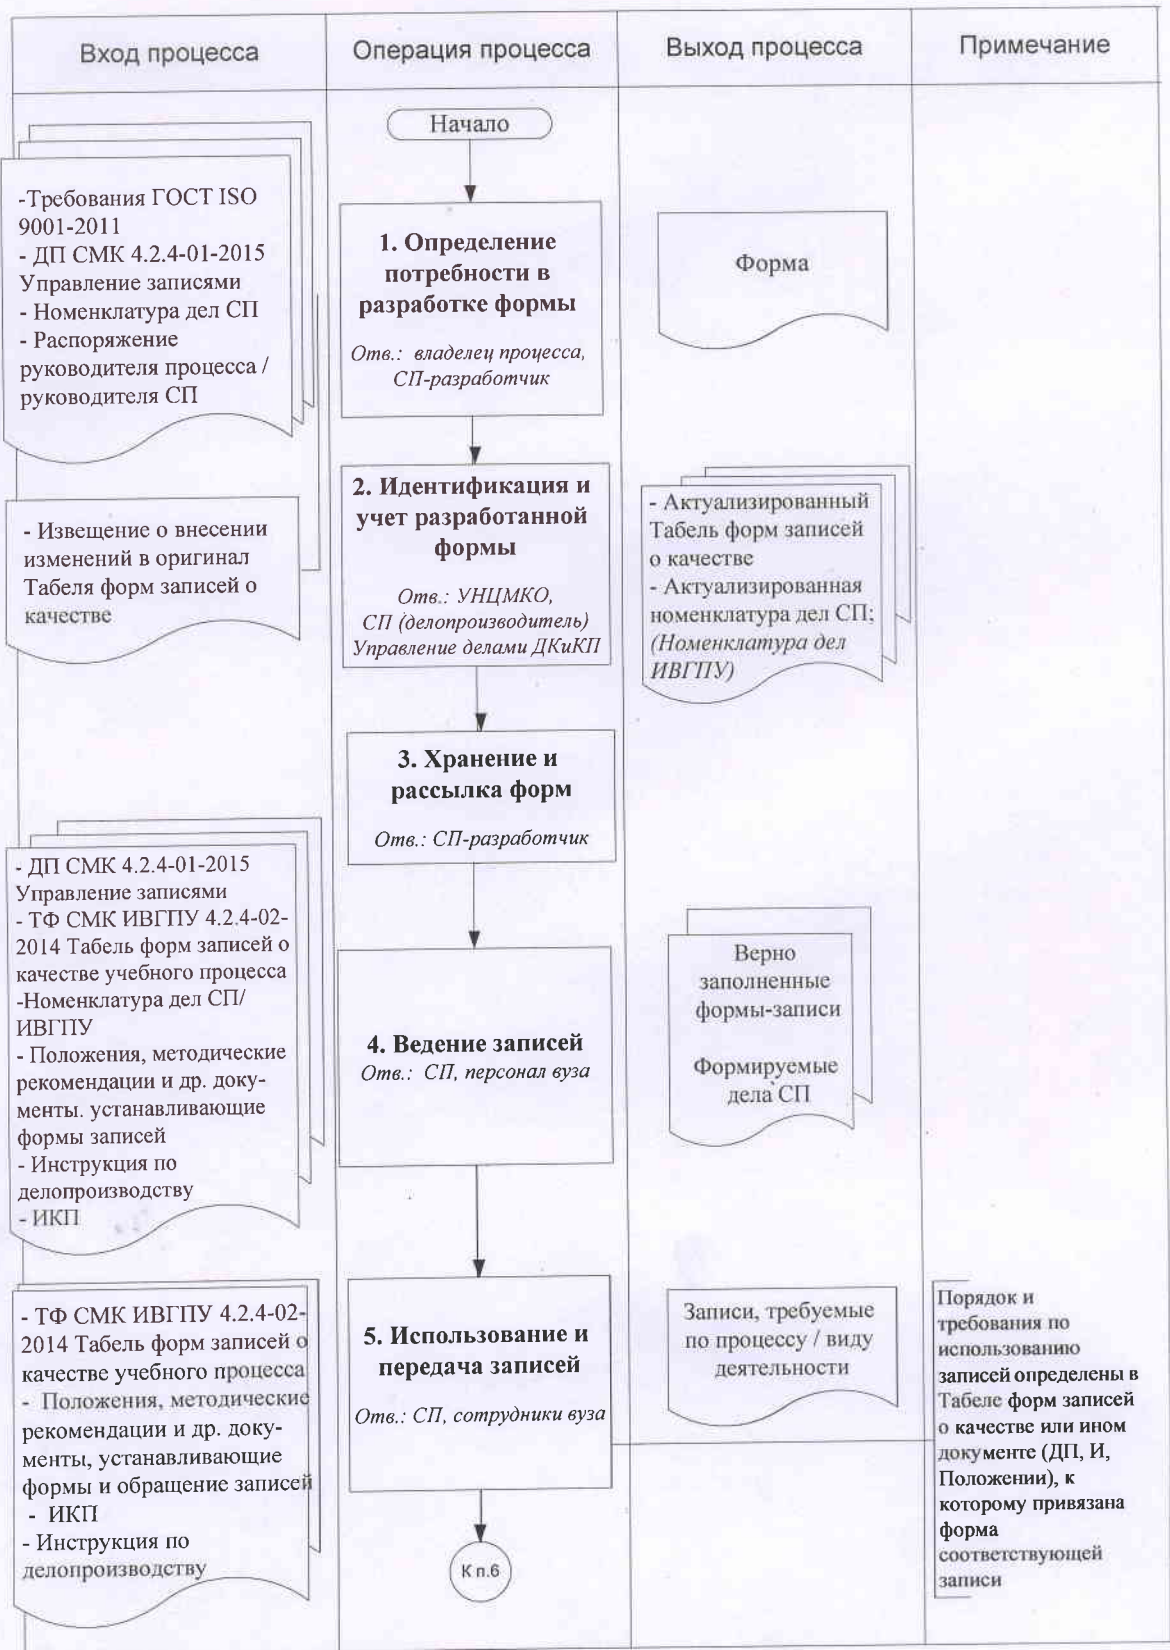 Вход процесса
Операция процесса
Выход процесса
Примечание
Начало
-Требования ГОСТ ISO
9001-2011
- ДП СМК 4.2.4-01-2015
Управление записями
- Номенклатура дел СП
- Распоряжение
руководителя процесса /
руководителя СП
1. Определение
потребности в
разработке формы
Отв.: владелец процесса,
СП-разработчик
Форма
- Извещение о внесении
изменений в оригинал
Табеля форм записей о
качестве
2. Идентификация и
учет разработанной
формы
Отв.: УНЦМКО,
СП (делопроизводитель)
Управление делами ДКиКП
- Актуализированный
Табель форм записей
о качестве
- Актуализированная
номенклатура дел СП;
(Номенклатура дел
ИВГПУ)
3. Хранение и
рассылка форм
Отв.: СП-разработчик
- ДП СМК 4.2.4-01-2015
Управление записями
- ТФ СМК ИВГПУ 4.2.4-02-
2014 Табель форм записей о
качестве учебного процесса
-Номенклатура дел СП/
ИВГПУ
- Положения, методические
рекомендации и др. доку-
менты. устанавливающие
формы записей
- Инструкция по
делопроизводству
- ИКП
4. Ведение записей
Отв.: СП, персонал вуза
Верно
заполненные
формы-записи
Формируемые
дела СП
- ТФ СМК ИВГПУ 4.2.4-02-
2014 Табель форм записей о
качестве учебного процесса
- Положения, методические
рекомендации и др. доку-
менты, устанавливающие
формы и обращение записей
- ИКП
- Инструкция по
делопроизводству
5. Использование и
передача записей
Отв.: СП, сотрудники вуза
К п.6
Записи, требуемые
по процессу / виду
деятельности
Порядок и
требования по
использованию
записей определены в
Табеле форм записей
о качестве или ином
документе (ДП, И,
Положении), к
которому привязана
форма
соответствующей
записи